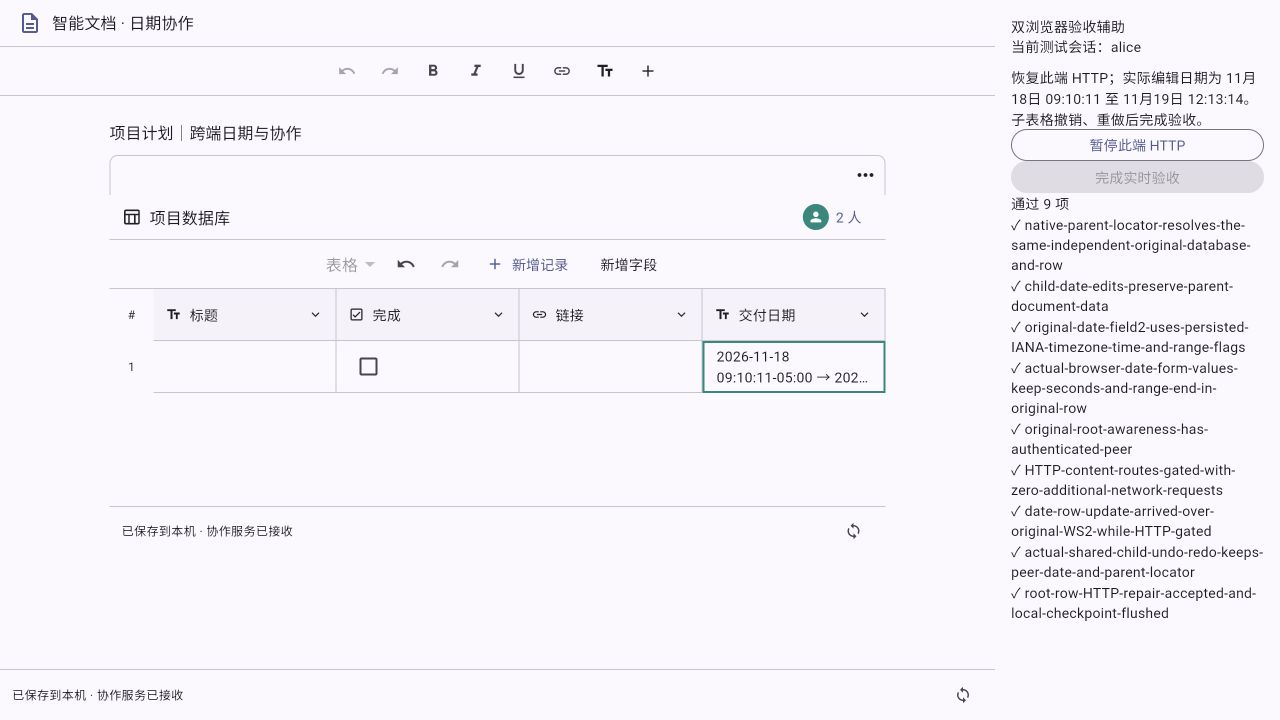 智能文档 · 日期协作
项目计划｜跨端日期与协作
项目数据库
2 人
表格
新增记录
新增字段
# 标题 完成 链接 交付日期
1
2026-11-18
09:10:11-05:00 → 202…
已保存到本机 · 协作服务已接收
已保存到本机 · 协作服务已接收
双浏览器验收辅助
当前测试会话：alice
恢复此端 HTTP；实际编辑日期为 11月
18日 09:10:11 至 11月19日 12:13:14。
子表格撤销、重做后完成验收。
暂停此端 HTTP
完成实时验收
通过 9 项
✓ native-parent-locator-resolves-the-
same-independent-original-database-
and-row
✓ child-date-edits-preserve-parent-
document-data
✓ original-date-field2-uses-persisted-
IANA-timezone-time-and-range-flags
✓ actual-browser-date-form-values-
keep-seconds-and-range-end-in-
original-row
✓ original-root-awareness-has-
authenticated-peer
✓ HTTP-content-routes-gated-with-
zero-additional-network-requests
✓ date-row-update-arrived-over-
original-WS2-while-HTTP-gated
✓ actual-shared-child-undo-redo-keeps-
peer-date-and-parent-locator
✓ root-row-HTTP-repair-accepted-and-
local-checkpoint-flushed